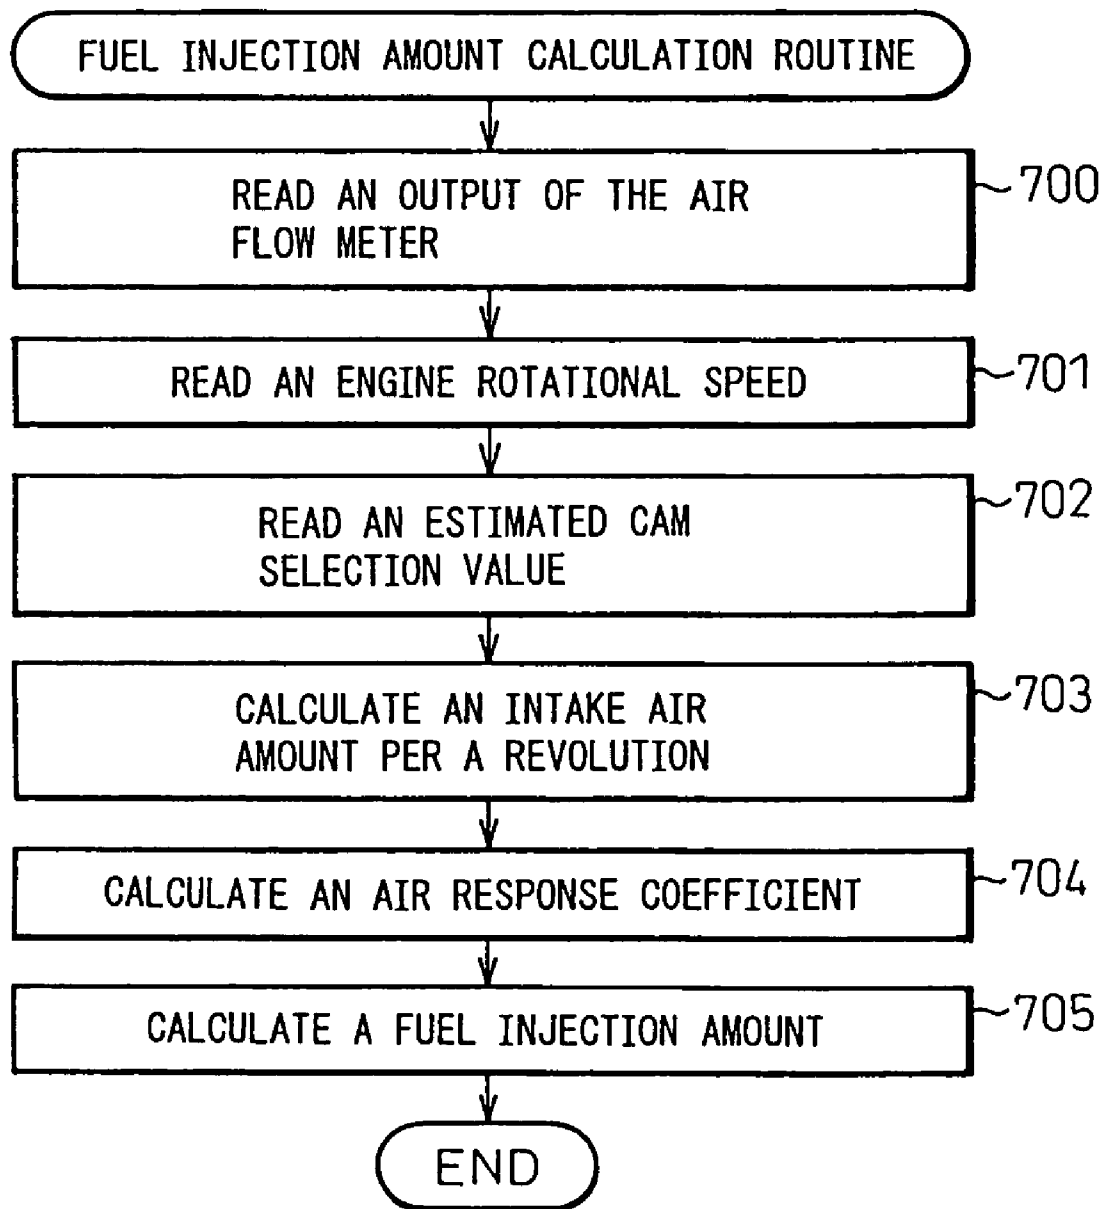 FUEL INJECTION AMOUNT CALCULATION ROUTINE
READ AN OUTPUT OF THE AIR
FLOW METER
700
READ AN ENGINE ROTATIONAL SPEED
701
READ AN ESTIMATED CAM
SELECTION VALUE
702
CALCULATE AN INTAKE AIR
AMOUNT PER A REVOLUTION
703
CALCULATE AN AIR RESPONSE COEFFICIENT
704
CALCULATE A FUEL INJECTION AMOUNT
705
END